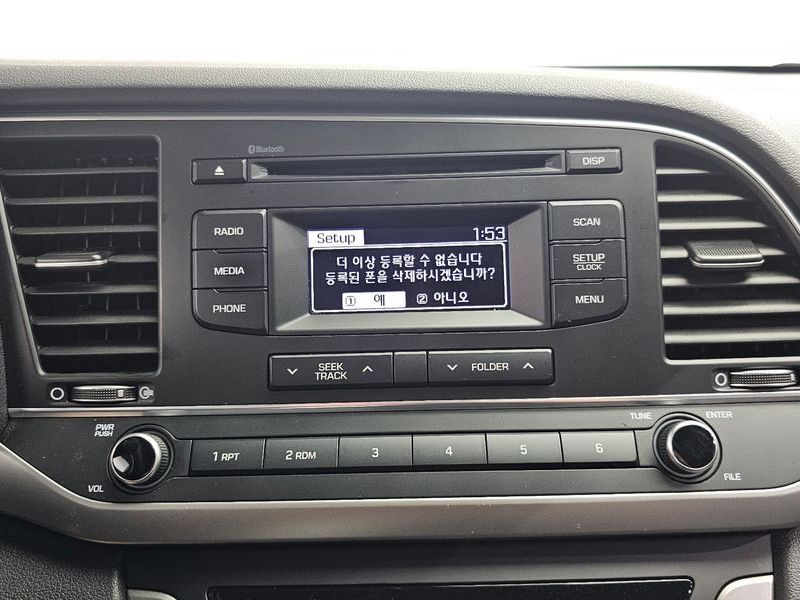 Bluetooth
DISP
RADIO
MEDIA
PHONE
Setup 1:53
더 이상 등록할 수 없습니다
등록된 폰을 삭제하시겠습니까?
1 예 2 아니오
SCAN
SETUP
CLOCK
MENU
SEEK
TRACK
FOLDER
PWR
PUSH
VOL
1 RPT
2 RDM
3
4
5
6
TUNE
ENTER
FILE